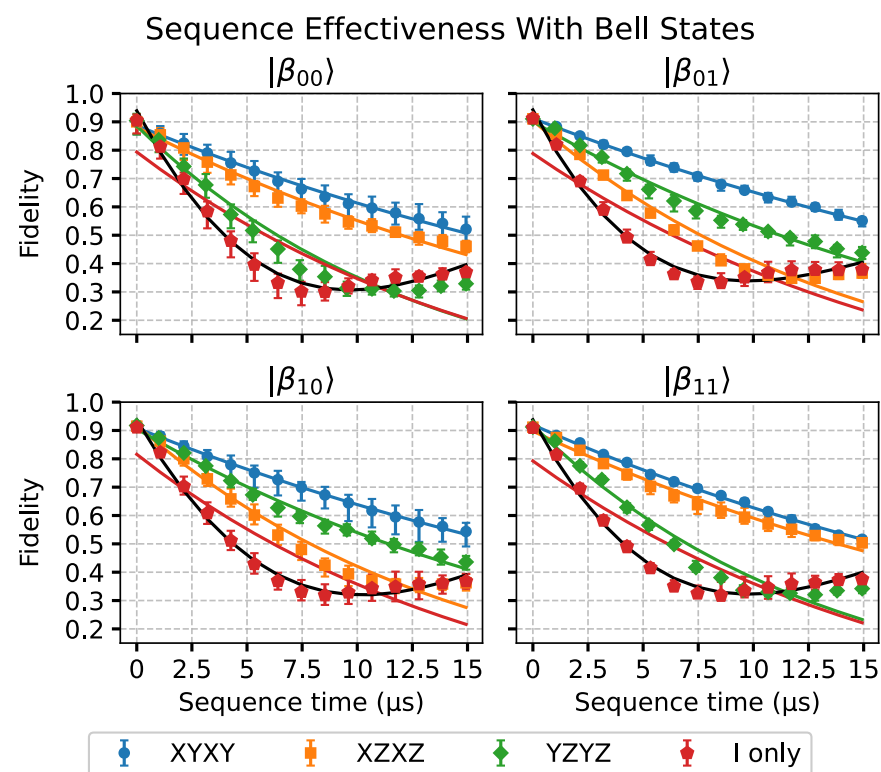 Sequence Effectiveness With Bell States
|β₀₀⟩ |β₀₁⟩
Fidelity
1.0
0.9
0.8
0.7
0.6
0.5
0.4
0.3
0.2
|β₁₀⟩ |β₁₁⟩
Fidelity
1.0
0.9
0.8
0.7
0.6
0.5
0.4
0.3
0.2
0 2.5 5 7.5 10 12.5 15 0 2.5 5 7.5 10 12.5 15
Sequence time (µs) Sequence time (µs)
XYXY XZXZ YZYZ I only